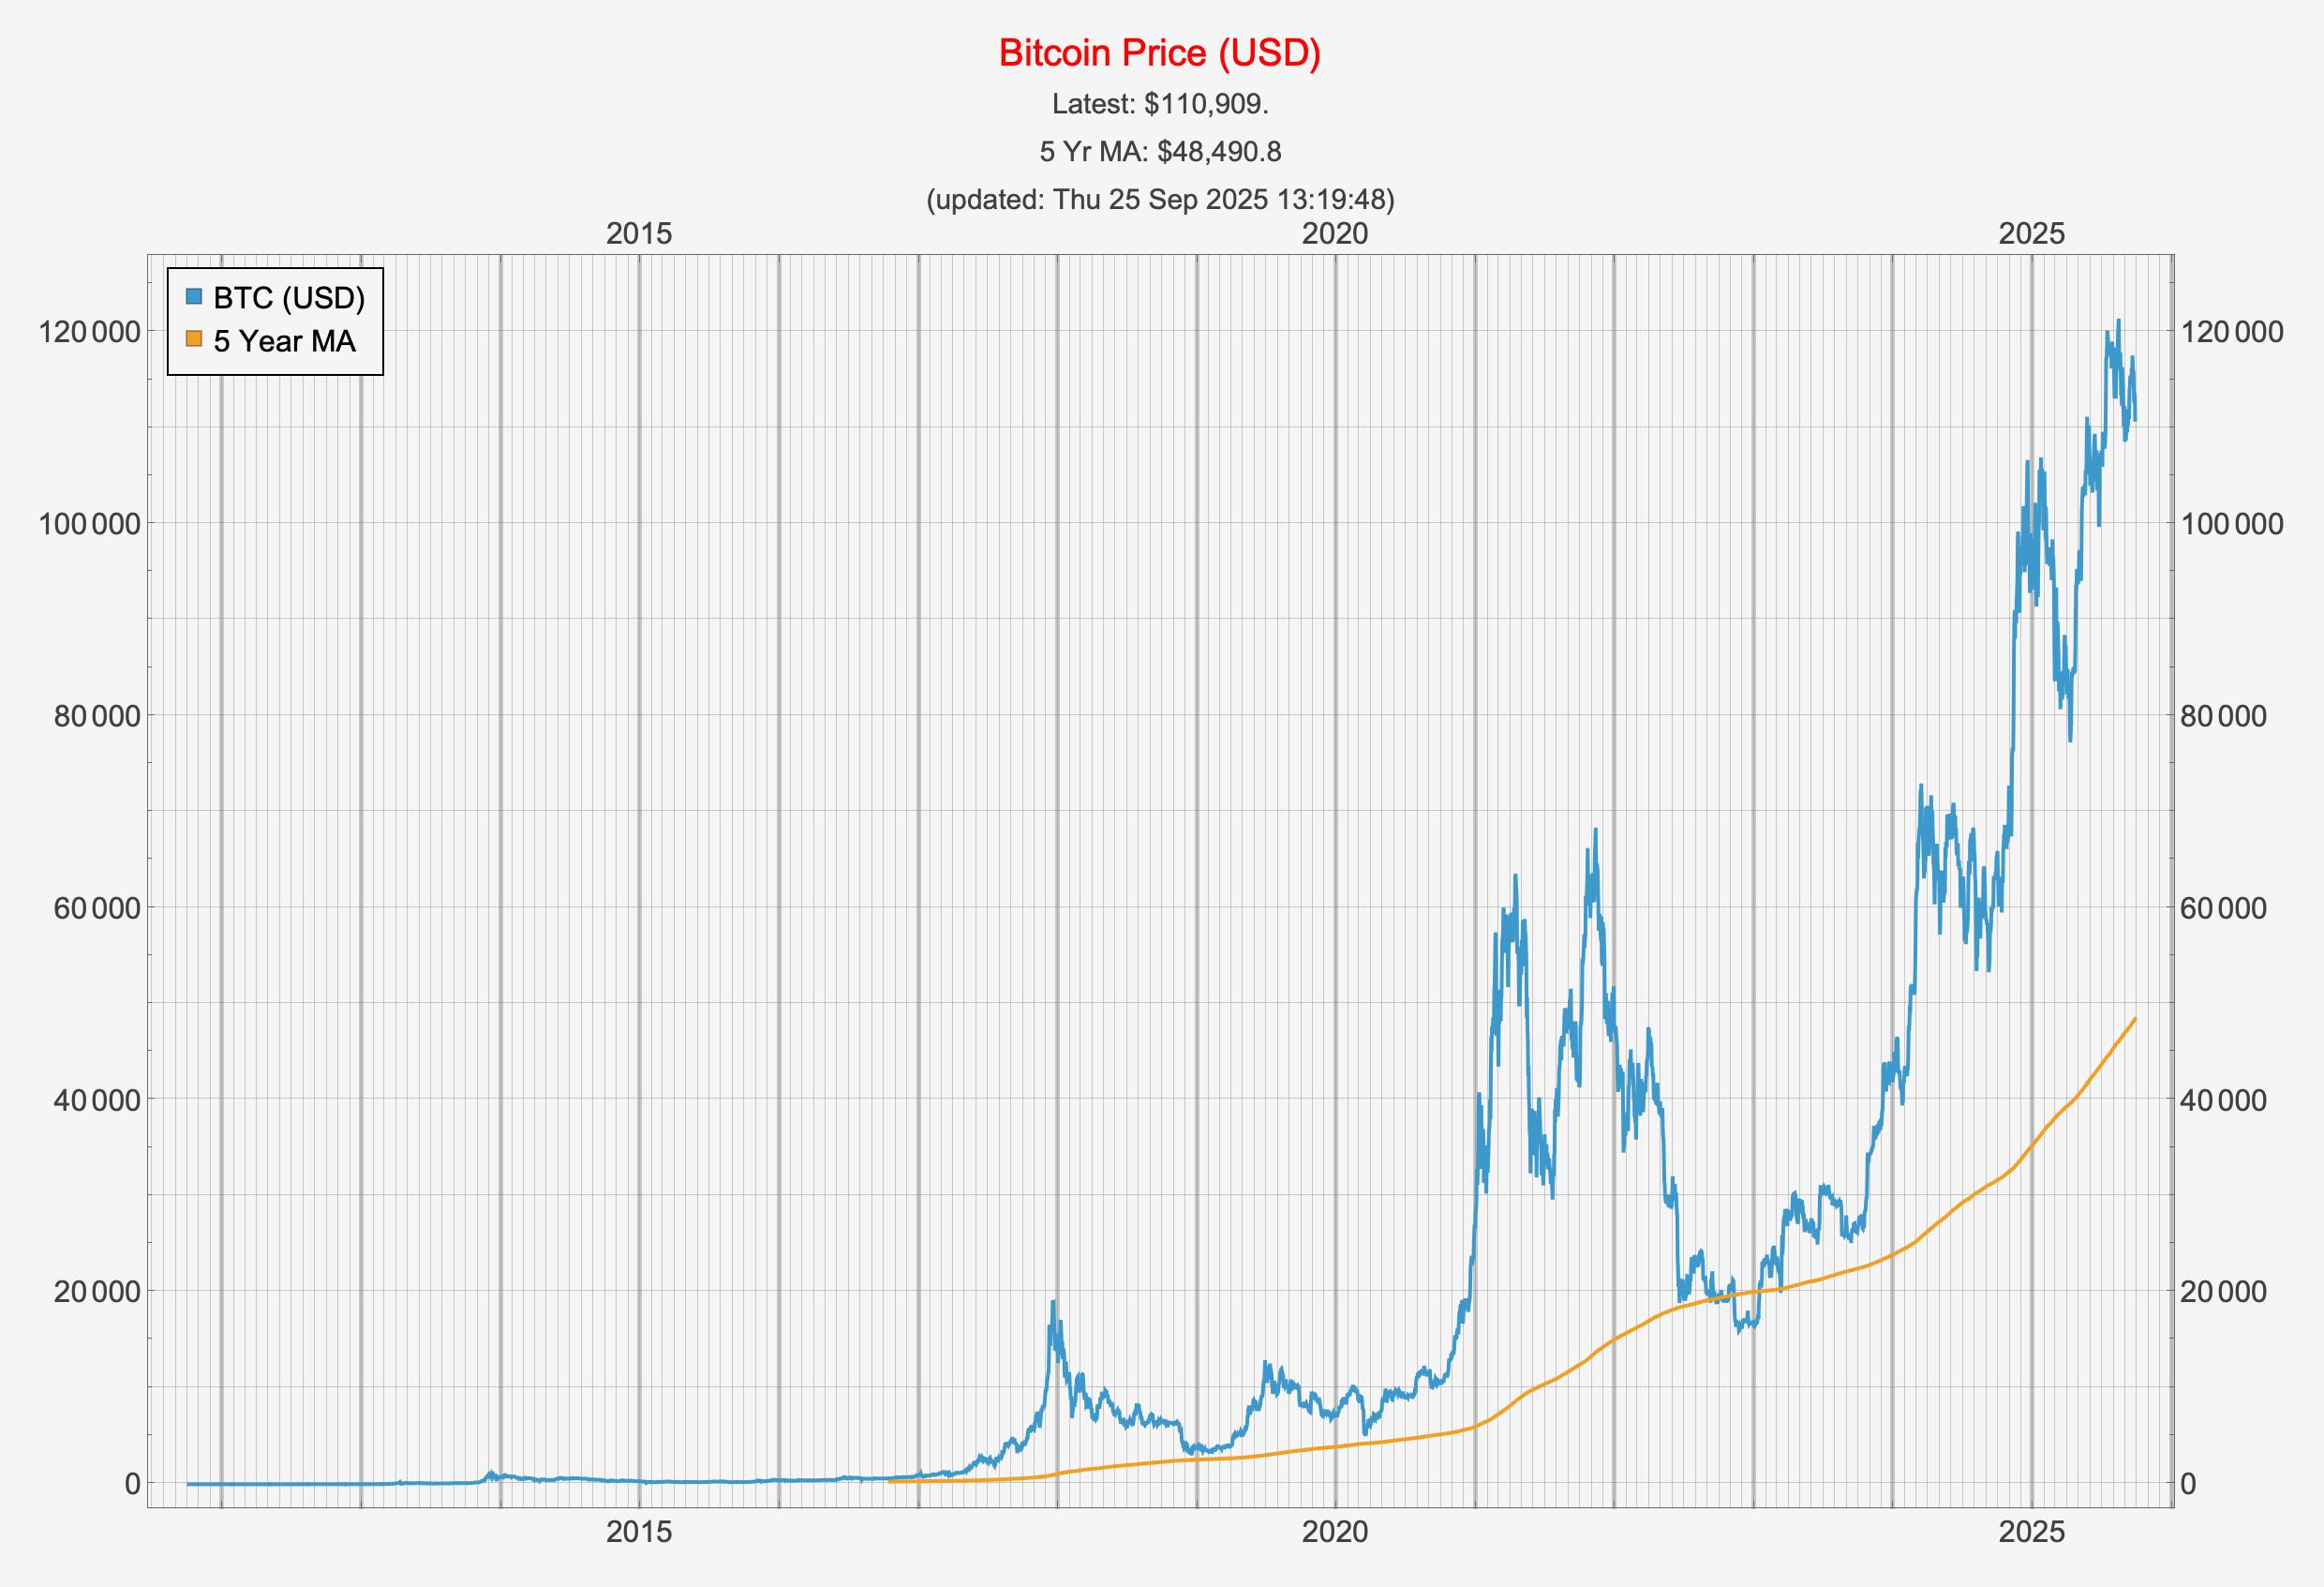 Bitcoin Price (USD)
Latest: $110,909.
5 Yr MA: $48,490.8
(updated: Thu 25 Sep 2025 13:19:48)
2015 2020 2025
BTC (USD)
5 Year MA
120 000 120 000
100 000 100 000
80 000 80 000
60 000 60 000
40 000 40 000
20 000 20 000
0 0
2015 2020 2025